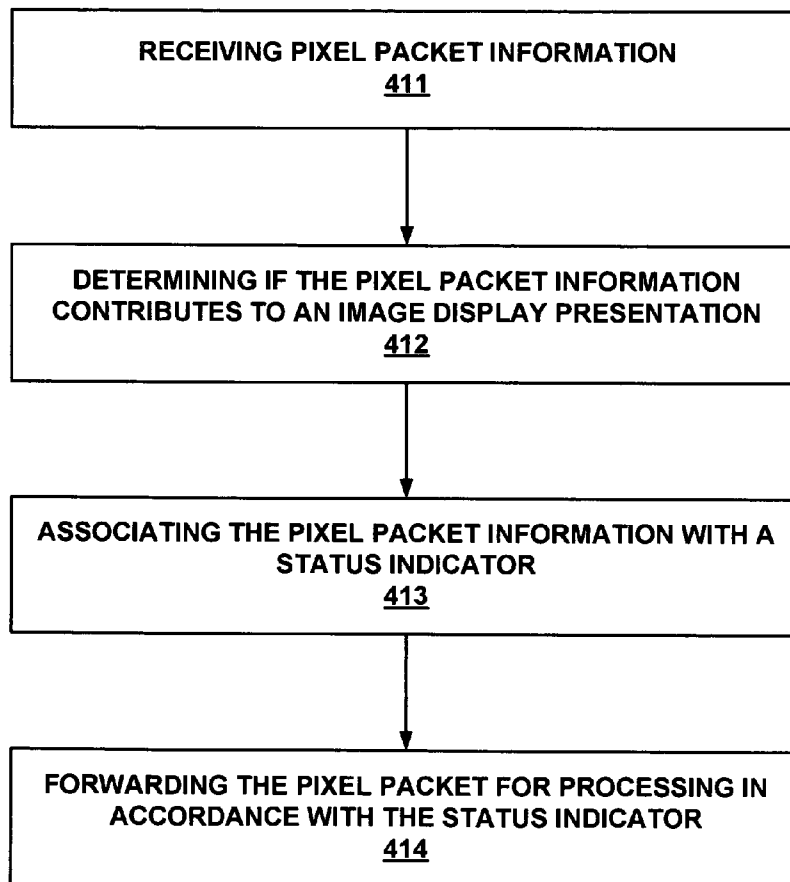 RECEIVING PIXEL PACKET INFORMATION
411
DETERMINING IF THE PIXEL PACKET INFORMATION
CONTRIBUTES TO AN IMAGE DISPLAY PRESENTATION
412
ASSOCIATING THE PIXEL PACKET INFORMATION WITH A
STATUS INDICATOR
413
FORWARDING THE PIXEL PACKET FOR PROCESSING IN
ACCORDANCE WITH THE STATUS INDICATOR
414